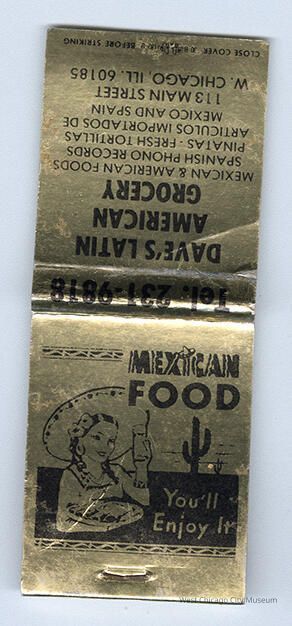 CLOSE COVER BEFORE STRIKING
DAVE'S LATIN
AMERICAN
GROCERY
MEXICAN & AMERICAN FOODS
SPANISH PHONO RECORDS
PINATAS - FRESH TORTILLAS
ARTICULOS IMPORTADOS DE
MEXICO AND SPAIN
113 MAIN STREET
W. CHICAGO, ILL. 60185
Tel. 231-9818
MEXICAN
FOOD
You'll
Enjoy It
West Chicago City Museum